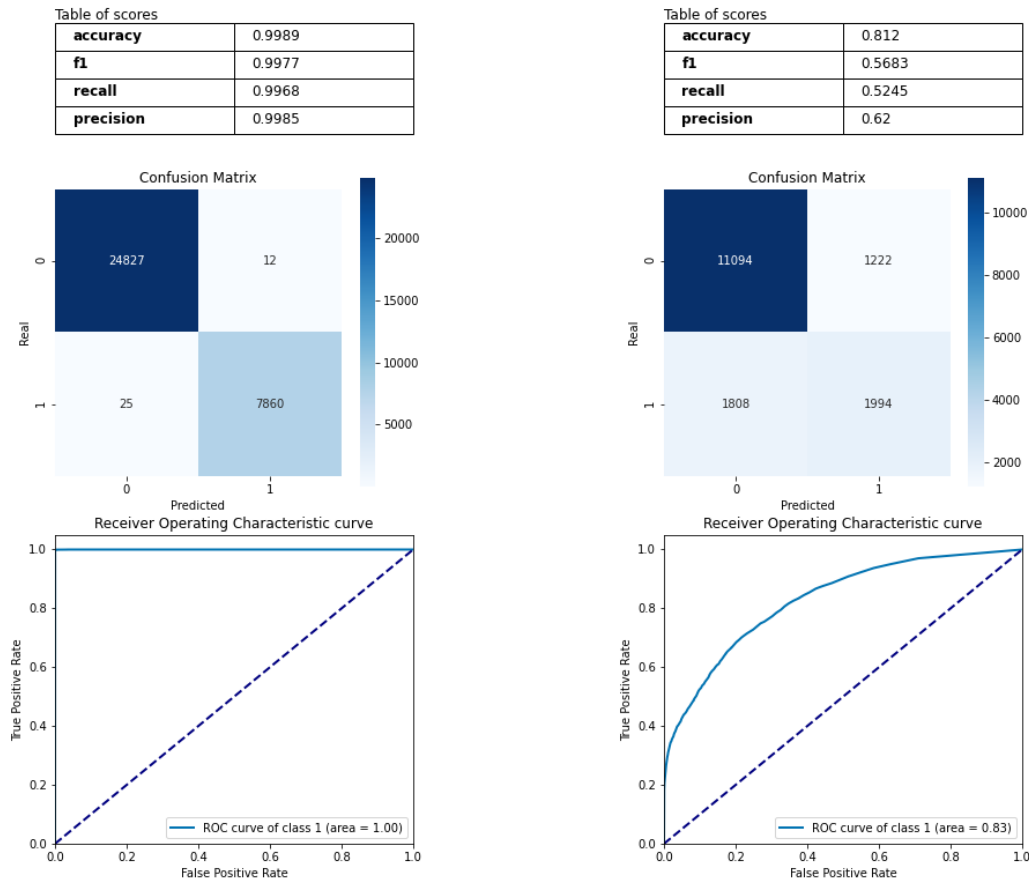 Table of scores
accuracy 0.9989
f1 0.9977
recall 0.9968
precision 0.9985
Confusion Matrix
0
24827 12
20000
15000
Real
10000
1
25 7860
5000
0 1
Predicted
Receiver Operating Characteristic curve
1.0
0.8
0.6
True Positive Rate
0.4
0.2
ROC curve of class 1 (area = 1.00)
0.0
0.0 0.2 0.4 0.6 0.8 1.0
False Positive Rate
Table of scores
accuracy 0.812
f1 0.5683
recall 0.5245
precision 0.62
Confusion Matrix
10000
0
11094 1222
8000
Real
6000
4000
1
1808 1994
2000
0 1
Predicted
Receiver Operating Characteristic curve
1.0
0.8
0.6
True Positive Rate
0.4
0.2
ROC curve of class 1 (area = 0.83)
0.0
0.0 0.2 0.4 0.6 0.8 1.0
False Positive Rate